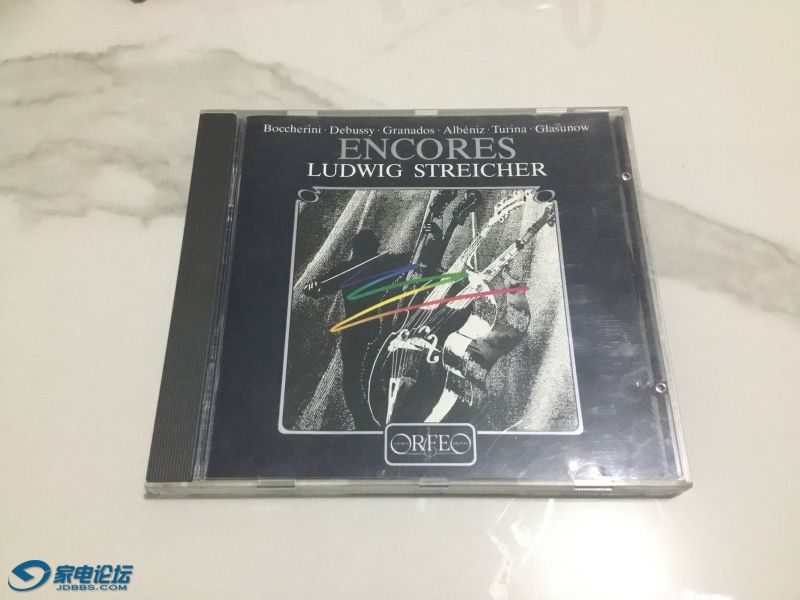 Boccherini · Debussy · Granados · Albéniz · Turina · Glasunow
ENCORES
LUDWIG STREICHER
ORFEO
家电论坛
JDBBS.COM